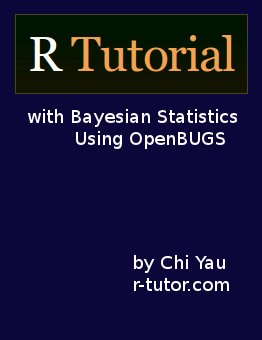 R Tutorial
with Bayesian Statistics
Using OpenBUGS
by Chi Yau
r-tutor.com